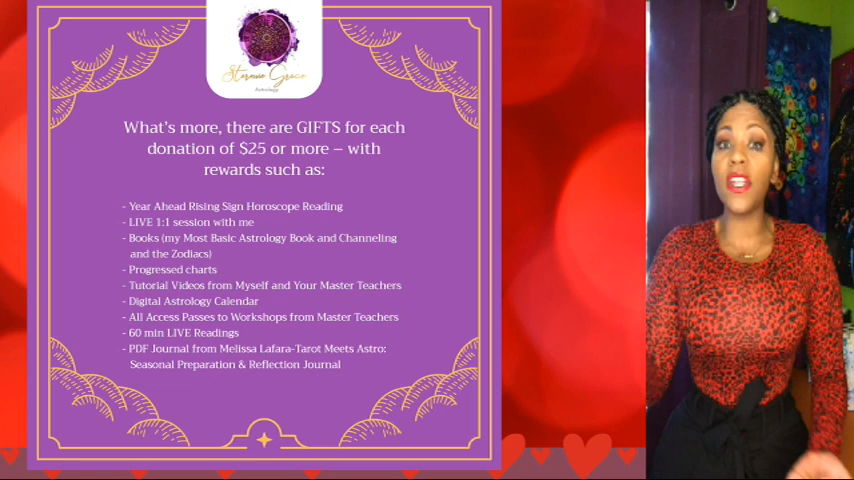 Stormie Grace
Astrology
What's more, there are GIFTS for each
donation of $25 or more – with
rewards such as:
- Year Ahead Rising Sign Horoscope Reading
- LIVE 1:1 session with me
- Books (my Most Basic Astrology Book and Channeling
and the Zodiacs)
- Progressed charts
- Tutorial Videos from Myself and Your Master Teachers
- Digital Astrology Calendar
- All Access Passes to Workshops from Master Teachers
- 60 min LIVE Readings
- PDF Journal from Melissa Lafara-Tarot Meets Astro:
Seasonal Preparation & Reflection Journal